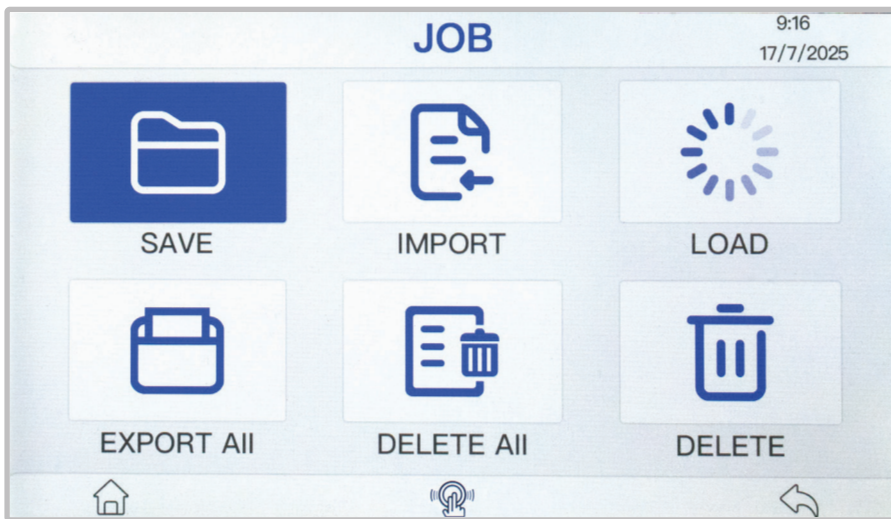 JOB
9:16
17/7/2025
SAVE
IMPORT
LOAD
EXPORT All
DELETE All
DELETE